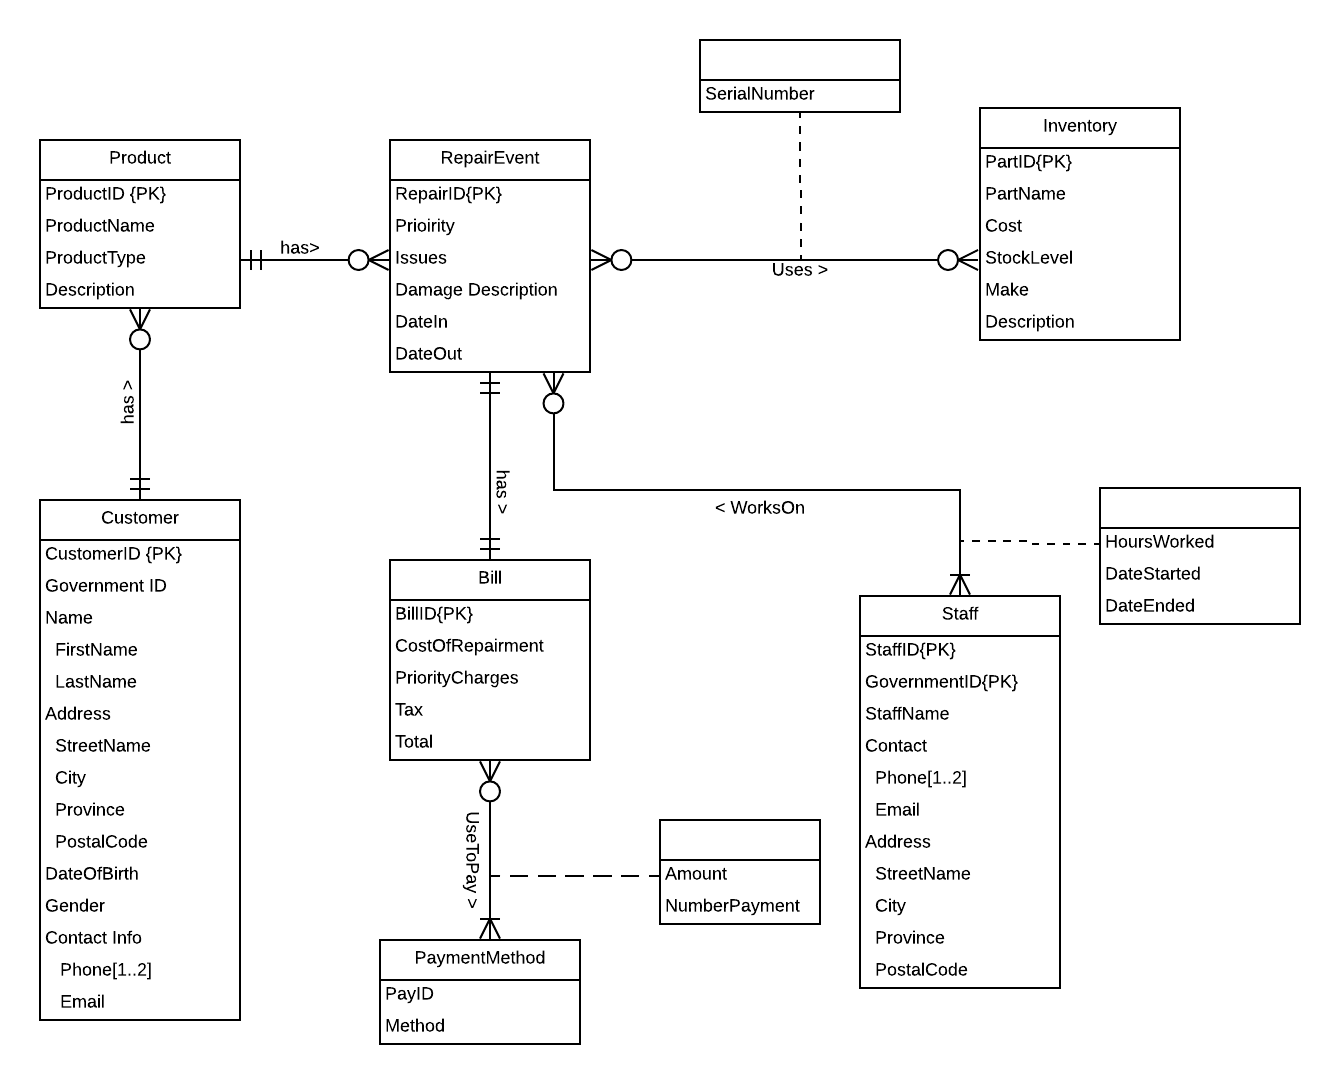 SerialNumber
Product
ProductID {PK}
ProductName
ProductType
Description
has>
RepairEvent
RepairID{PK}
Prioirity
Issues
Damage Description
DateIn
DateOut
Uses >
Inventory
PartID{PK}
PartName
Cost
StockLevel
Make
Description
has >
has >
< WorksOn
Customer
CustomerID {PK}
Government ID
Name
FirstName
LastName
Address
StreetName
City
Province
PostalCode
DateOfBirth
Gender
Contact Info
Phone[1..2]
Email
Bill
BillID{PK}
CostOfRepairment
PriorityCharges
Tax
Total
UseToPay >
Amount
NumberPayment
PaymentMethod
PayID
Method
Staff
StaffID{PK}
GovernmentID{PK}
StaffName
Contact
Phone[1..2]
Email
Address
StreetName
City
Province
PostalCode
HoursWorked
DateStarted
DateEnded